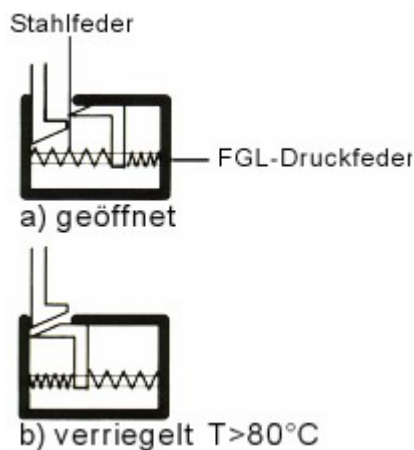 Stahlfeder
FGL-Druckfeder
a) geöffnet
b) verriegelt T>80°C